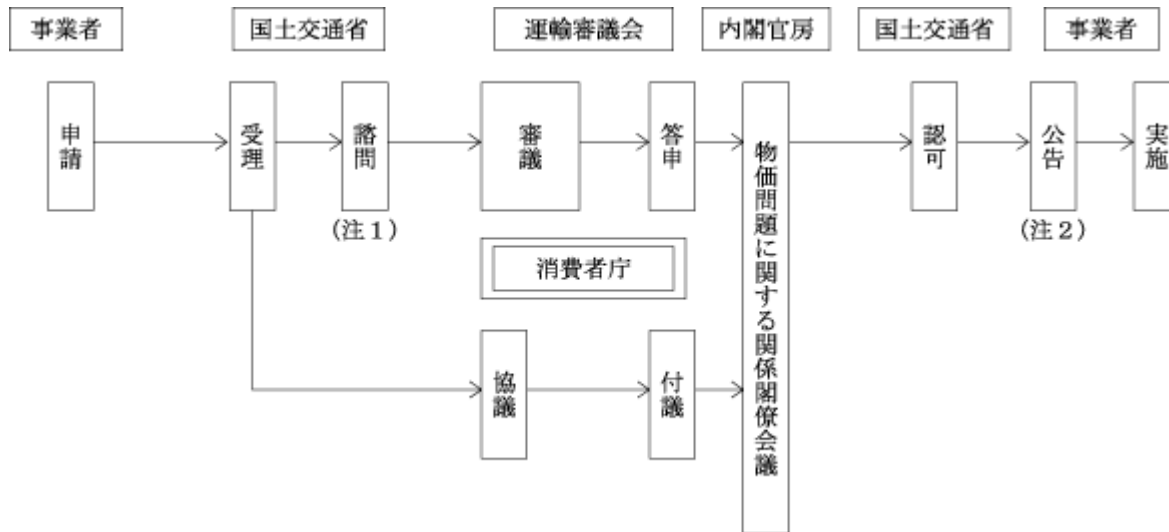 事業者
国土交通省
運輸審議会
内閣官房
国土交通省
事業者
申請
受理
諮問
審議
答申
物価問題に関する関係閣僚会議
認可
公告
実施
(注1)
(注2)
消費者庁
協議
付議